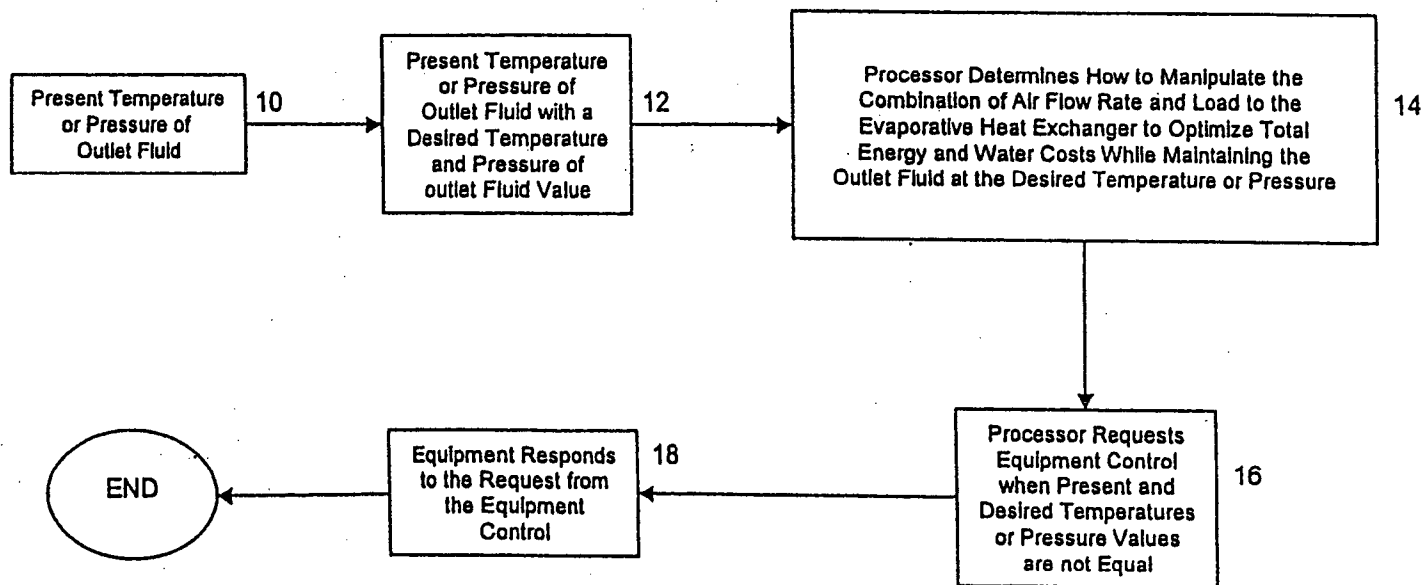 Present Temperature
or Pressure of
Outlet Fluid
10
Present Temperature
or Pressure of
Outlet Fluid with a
Desired Temperature
and Pressure of
outlet Fluid Value
12
Processor Determines How to Manipulate the
Combination of Air Flow Rate and Load to the
Evaporative Heat Exchanger to Optimize Total
Energy and Water Costs While Maintaining the
Outlet Fluid at the Desired Temperature or Pressure
14
Processor Requests
Equipment Control
when Present and
Desired Temperatures
or Pressure Values
are not Equal
16
Equipment Responds
to the Request from
the Equipment
Control
18
END